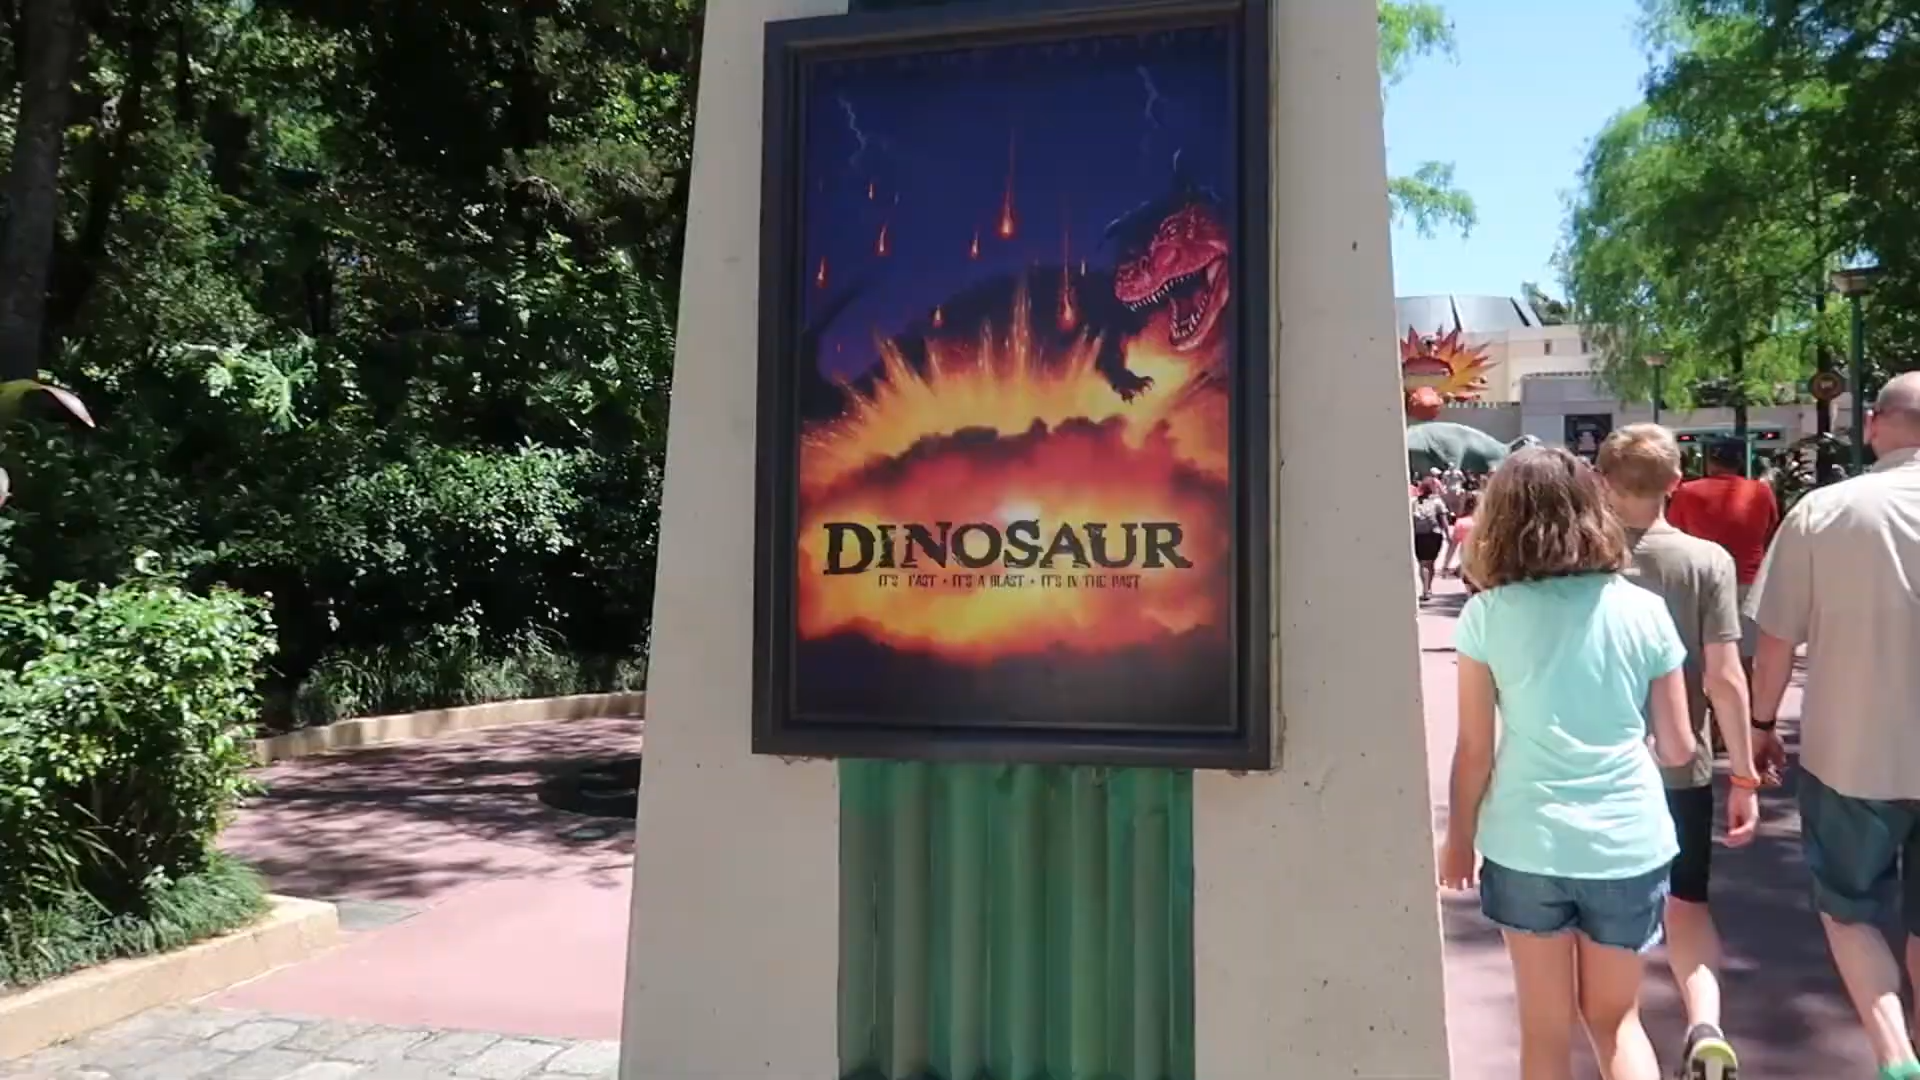 DINOSAUR
IT'S FAST • IT'S A BLAST • IT'S IN THE PAST